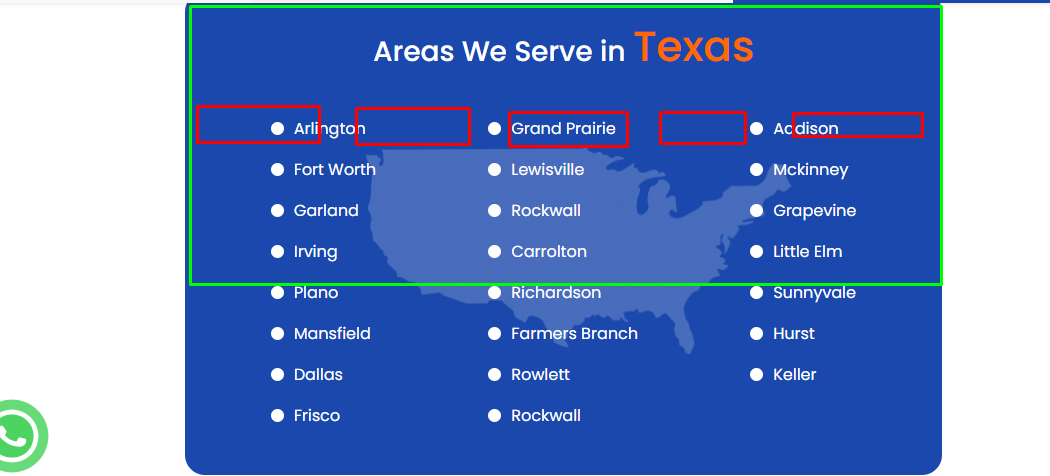 Areas We Serve in Texas
Arlington
Fort Worth
Garland
Irving
Plano
Mansfield
Dallas
Frisco
Grand Prairie
Lewisville
Rockwall
Carrolton
Richardson
Farmers Branch
Rowlett
Rockwall
Addison
Mckinney
Grapevine
Little Elm
Sunnyvale
Hurst
Keller